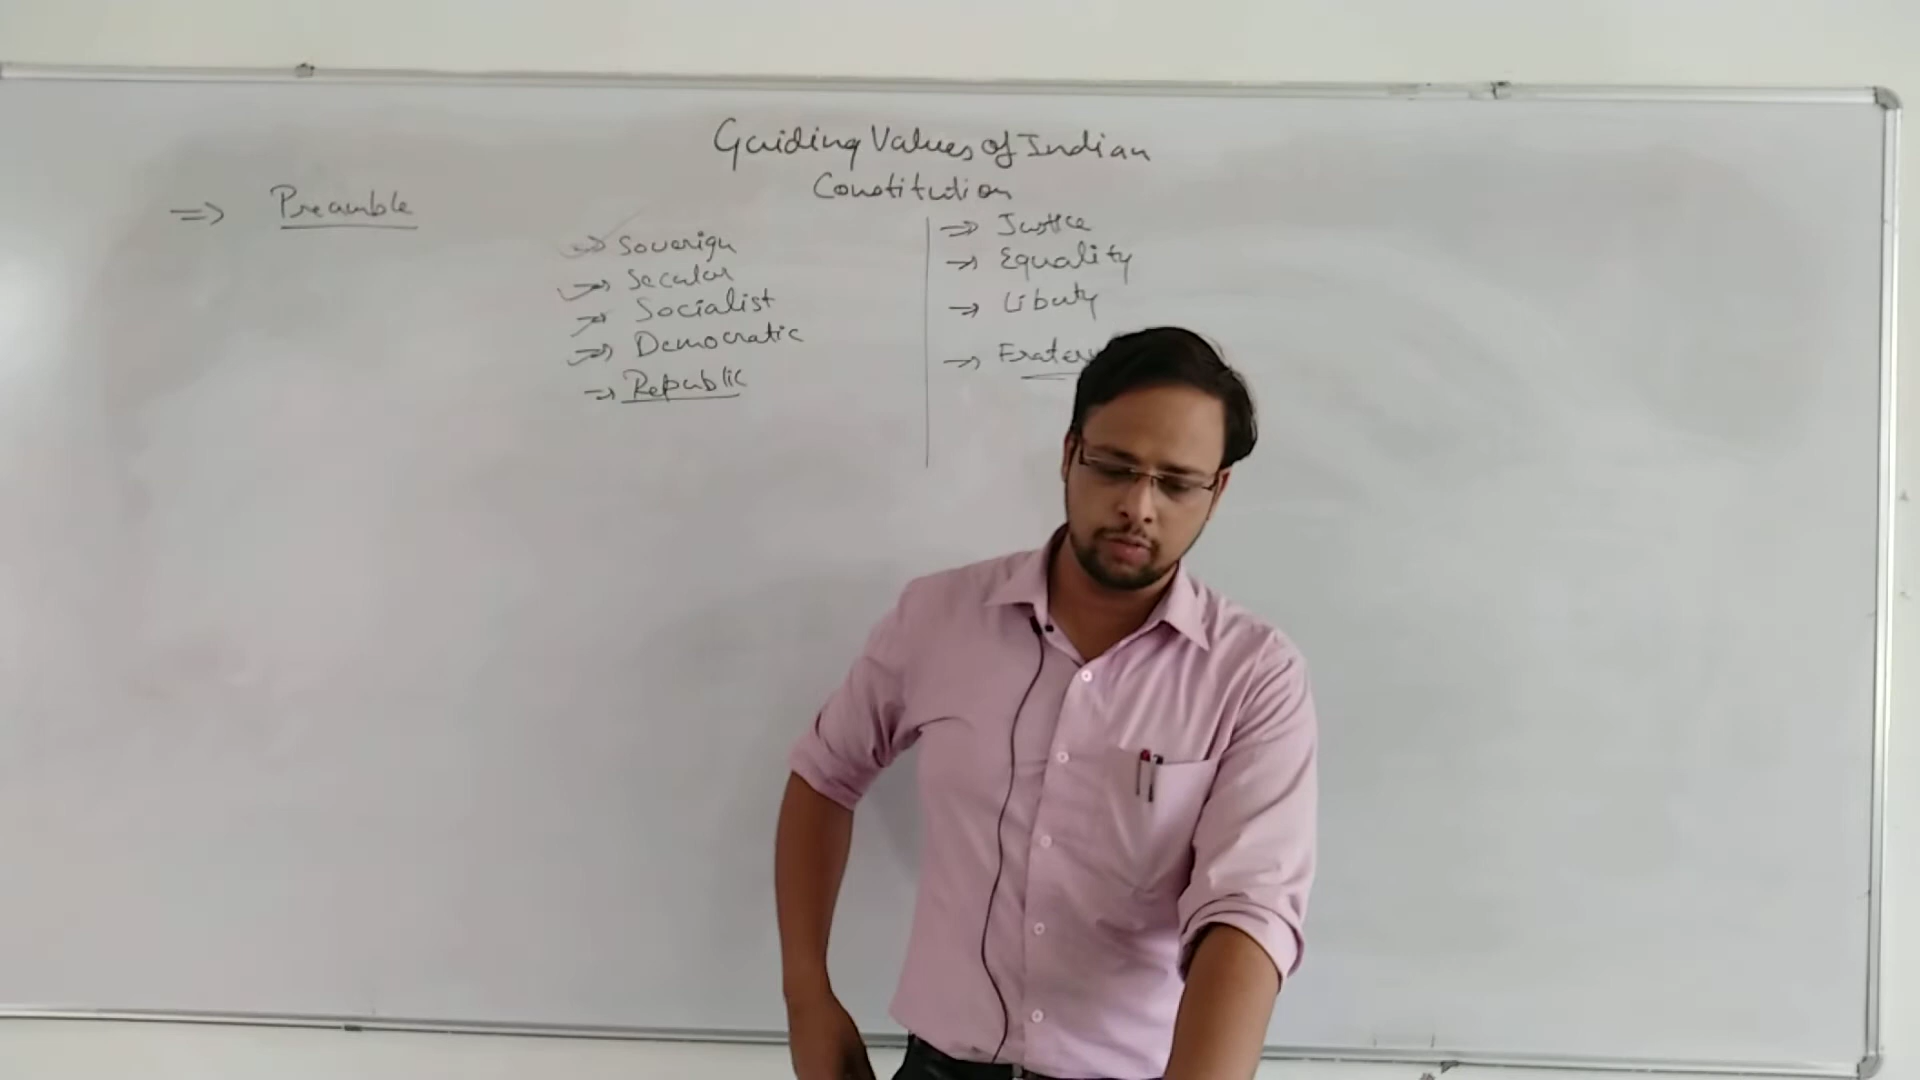 Guiding Values of Indian
Constitution
=> Preamble
→ Soverign
→ Secular
→ Socialist
→ Democratic
→ Republic
→ Justice
→ Equality
→ Liberty
→